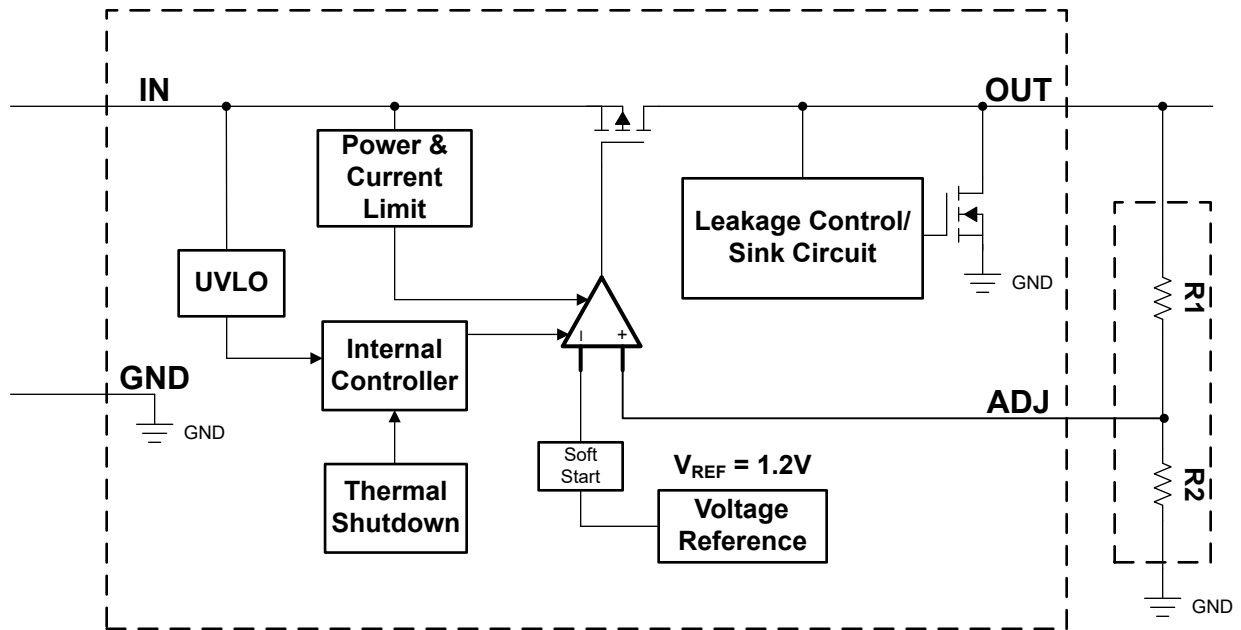 IN
OUT
Power &
Current
Limit
Leakage Control/
Sink Circuit
GND
UVLO
R1
Internal
Controller
GND
GND
ADJ
− +
Soft
Start
VREF = 1.2V
Thermal
Shutdown
Voltage
Reference
R2
GND